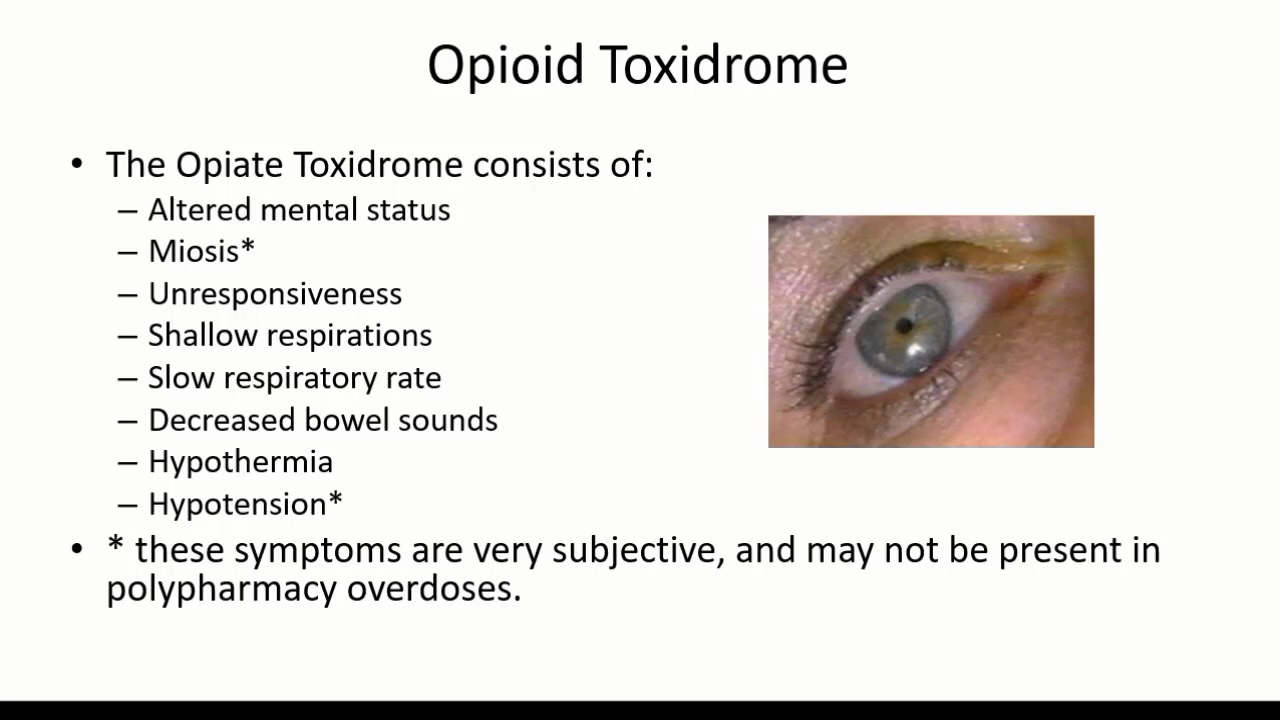 Opioid Toxidrome
• The Opiate Toxidrome consists of:
– Altered mental status
– Miosis*
– Unresponsiveness
– Shallow respirations
– Slow respiratory rate
– Decreased bowel sounds
– Hypothermia
– Hypotension*
• * these symptoms are very subjective, and may not be present in
polypharmacy overdoses.